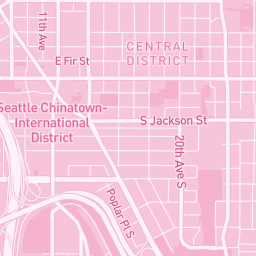 11th Ave
CENTRAL
DISTRICT
E Fir St
Seattle Chinatown-
International
District
S Jackson St
20th Ave S
Poplar Pl S